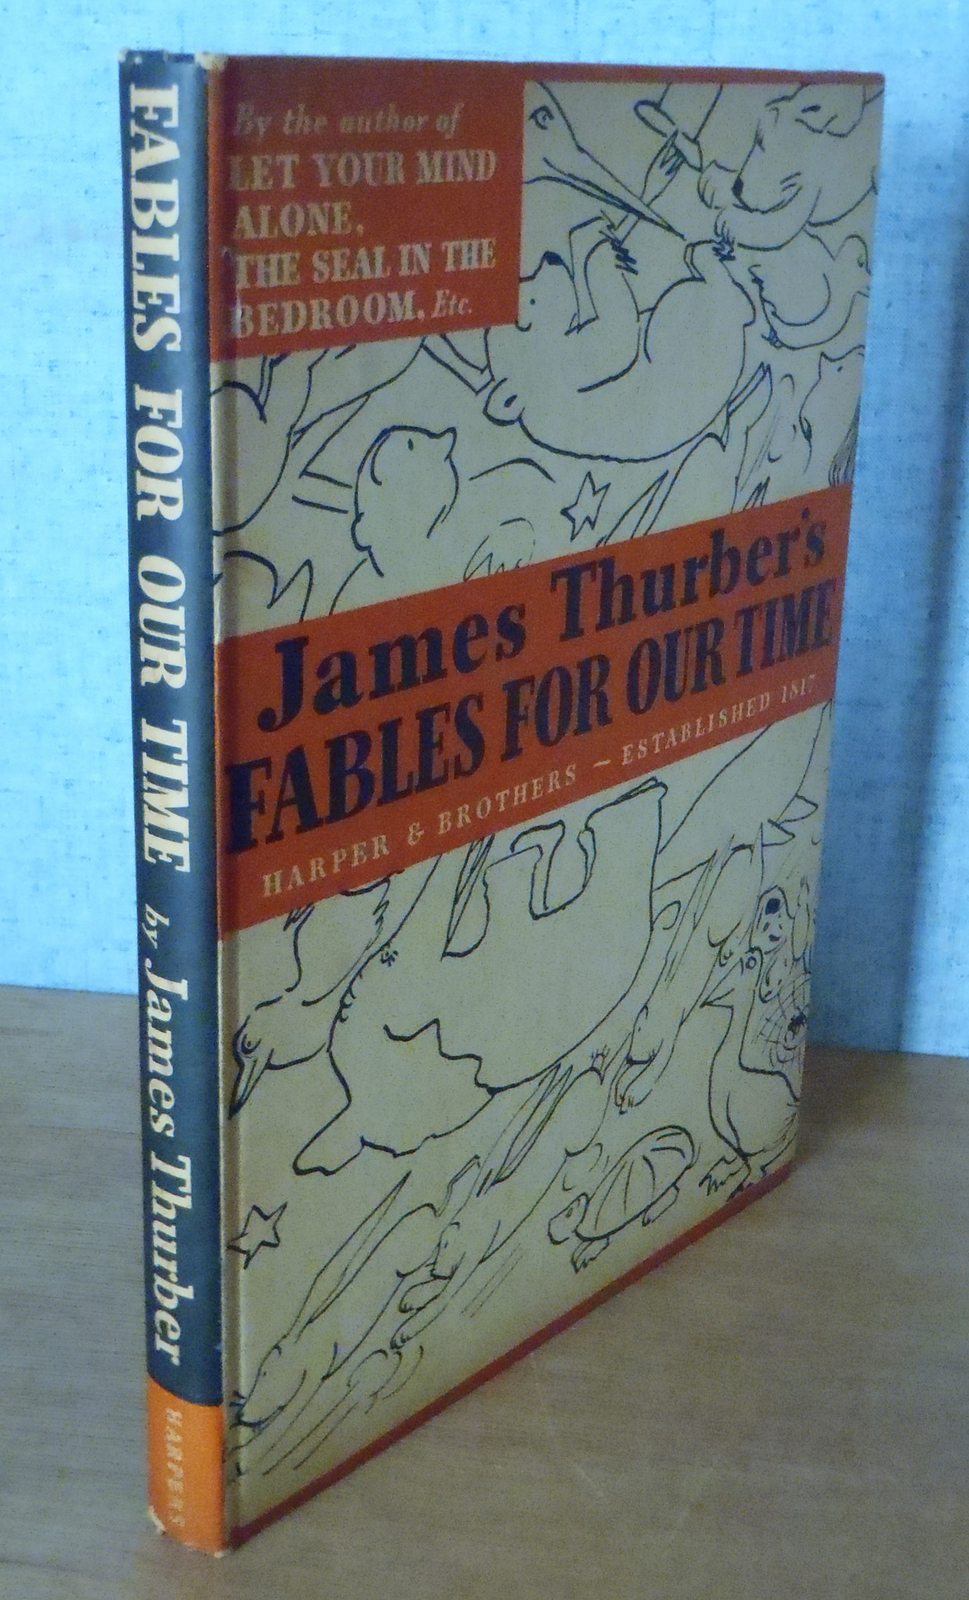 FABLES FOR OUR TIME by James Thurber
HARPERS
By the author of
LET YOUR MIND
ALONE,
THE SEAL IN THE
BEDROOM, Etc.
James Thurber's
FABLES FOR OUR TIME
HARPER & BROTHERS — ESTABLISHED 1817